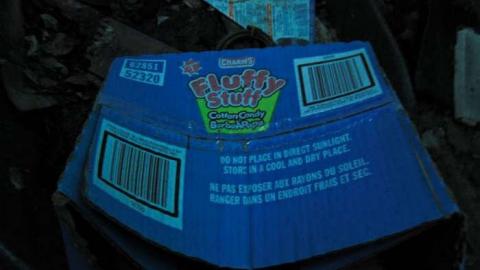 CHARMS
67851
52320
Fluffy
Stuff
Cotton Candy
DO NOT PLACE IN DIRECT SUNLIGHT.
STORE IN A COOL AND DRY PLACE.
NE PAS EXPOSER AUX RAYONS DU SOLEIL.
RANGER DANS UN ENDROIT FRAIS ET SEC.